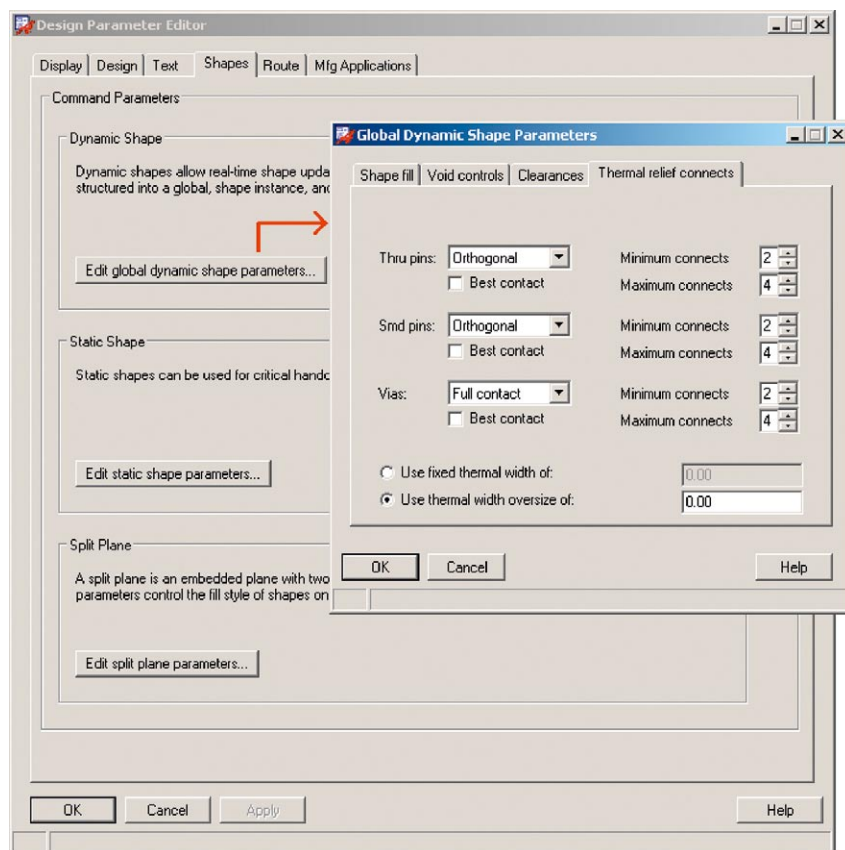 Design Parameter Editor
Display Design Text Shapes Route Mfg Applications
Command Parameters
Dynamic Shape
Dynamic shapes allow real-time shape upda
structured into a global, shape instance, an
Edit global dynamic shape parameters...
Static Shape
Static shapes can be used for critical handc
Edit static shape parameters...
Split Plane
A split plane is an embedded plane with two
parameters control the fill style of shapes on
Edit split plane parameters...
OK Cancel Apply Help
Global Dynamic Shape Parameters
Shape fill Void controls Clearances Thermal relief connects
Thru pins: Orthogonal Minimum connects 2
Best contact Maximum connects 4
Smd pins: Orthogonal Minimum connects 2
Best contact Maximum connects 4
Vias: Full contact Minimum connects 2
Best contact Maximum connects 4
Use fixed thermal width of: 0.00
Use thermal width oversize of: 0.00
OK Cancel Help